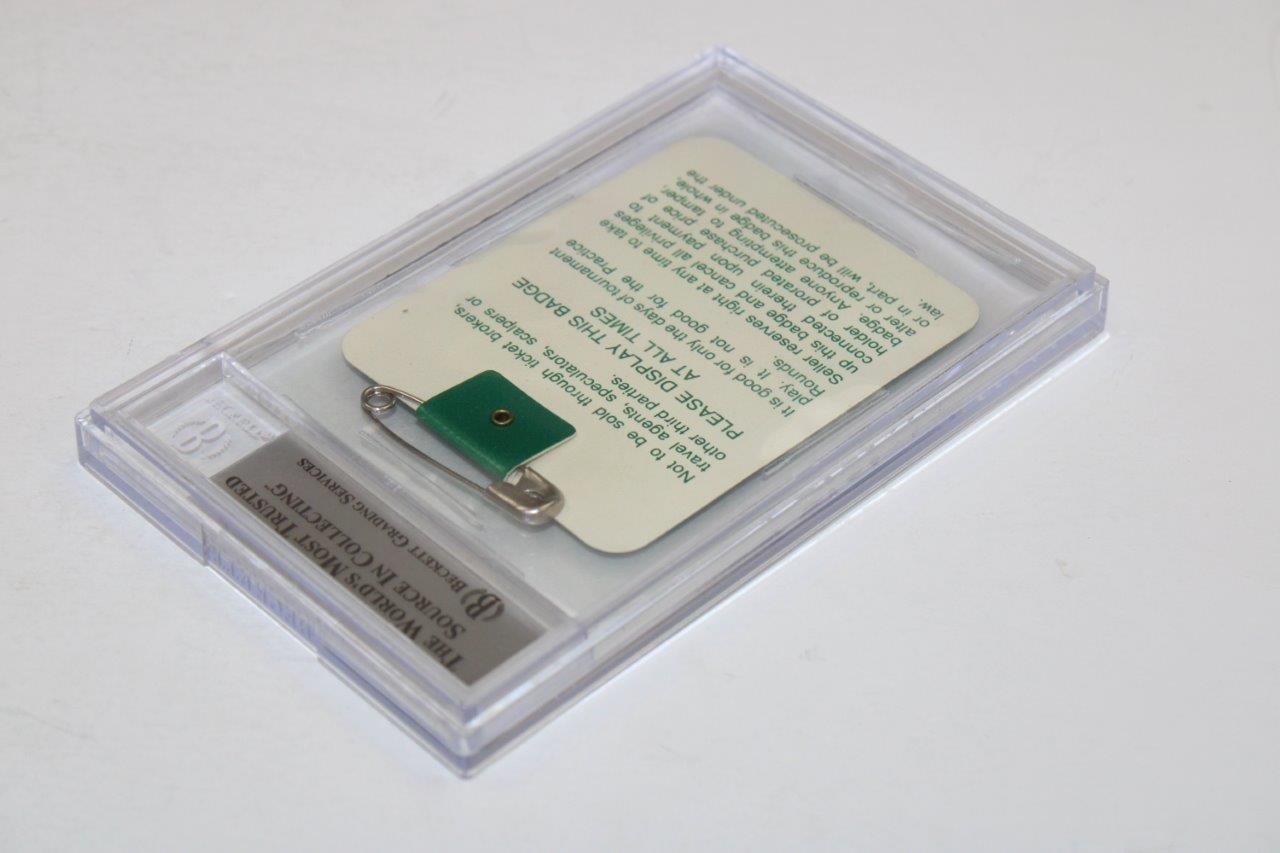 Not to be sold through ticket brokers,
travel agents, speculators, scalpers or
other third parties.
PLEASE DISPLAY THIS BADGE
AT ALL TIMES
It is good for only the days of tournament
play. It is not good for the Practice
Rounds.
Seller reserves right at any time to take
up this badge and cancel all privileges
connected therein upon payment to
holder of prorated purchase price of
badge. Anyone attempting to tamper,
alter or reproduce this badge in whole,
or in part, will be prosecuted under the
law.
THE WORLD'S MOST TRUSTED
SOURCE IN COLLECTING™
B BECKETT GRADING SERVICES
B